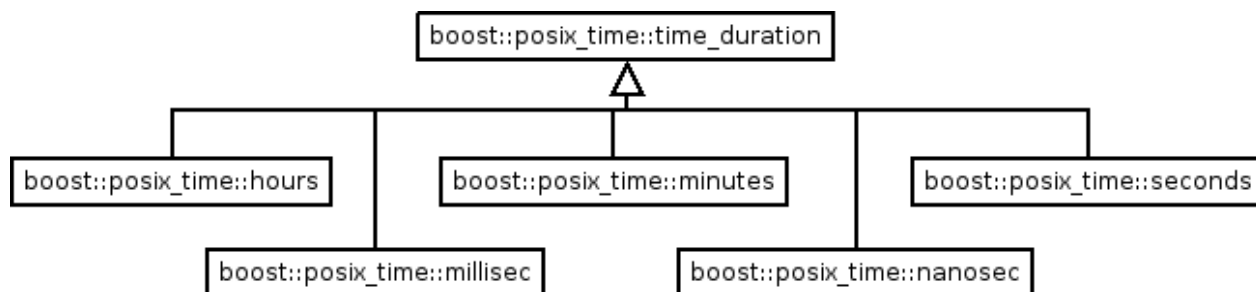 boost::posix_time::time_duration
boost::posix_time::hours
boost::posix_time::minutes
boost::posix_time::seconds
boost::posix_time::millisec
boost::posix_time::nanosec